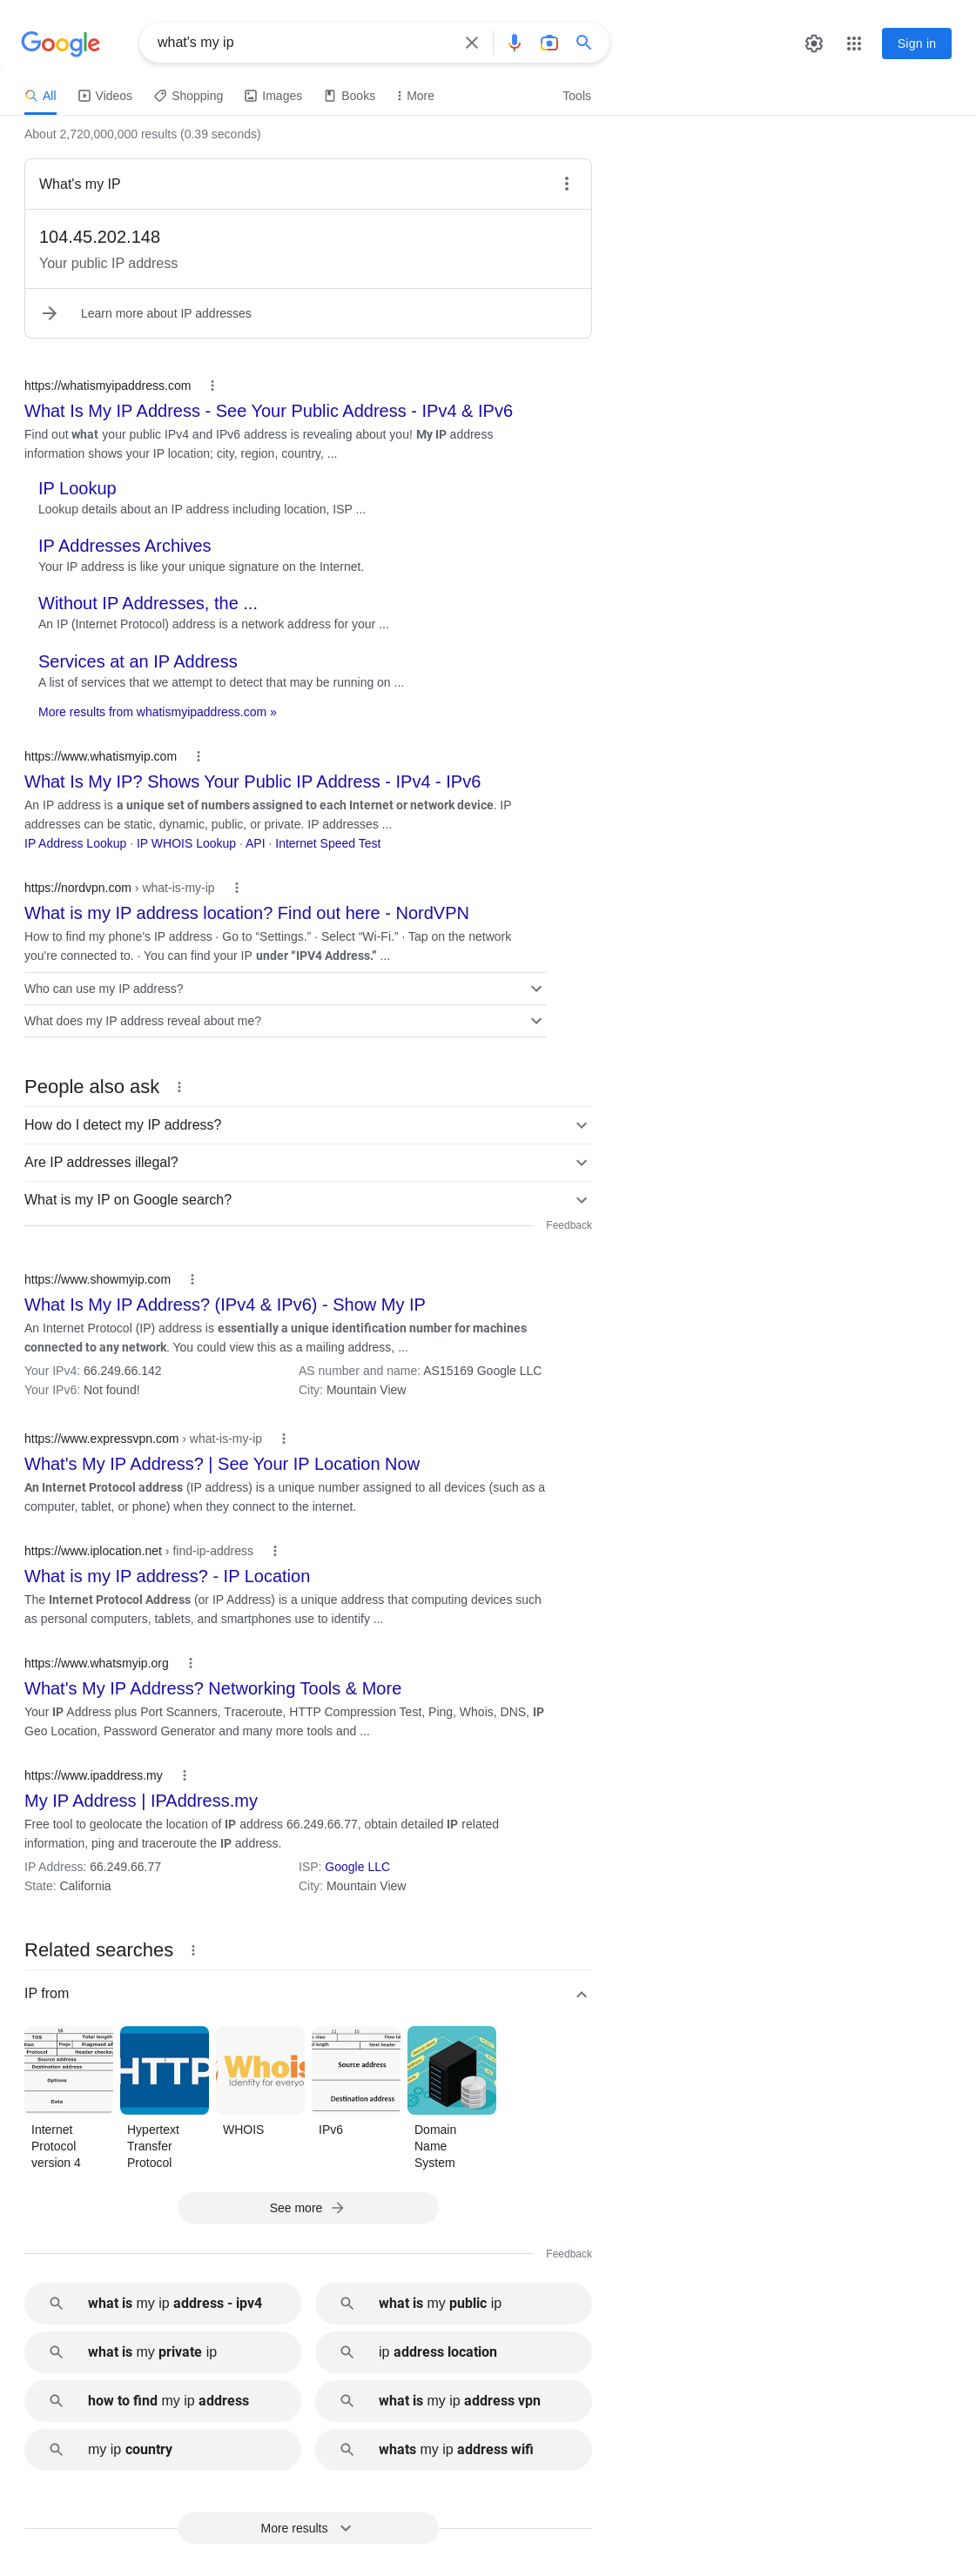 Google
what's my ip
Sign in
All
Videos
Shopping
Images
Books
More
Tools
About 2,720,000,000 results (0.39 seconds)
What's my IP
104.45.202.148
Your public IP address
Learn more about IP addresses
https://whatismyipaddress.com
What Is My IP Address - See Your Public Address - IPv4 & IPv6
Find out what your public IPv4 and IPv6 address is revealing about you! My IP address
information shows your IP location; city, region, country, ...
IP Lookup
Lookup details about an IP address including location, ISP ...
IP Addresses Archives
Your IP address is like your unique signature on the Internet.
Without IP Addresses, the ...
An IP (Internet Protocol) address is a network address for your ...
Services at an IP Address
A list of services that we attempt to detect that may be running on ...
More results from whatismyipaddress.com »
https://www.whatismyip.com
What Is My IP? Shows Your Public IP Address - IPv4 - IPv6
An IP address is a unique set of numbers assigned to each Internet or network device. IP
addresses can be static, dynamic, public, or private. IP addresses ...
IP Address Lookup · IP WHOIS Lookup · API · Internet Speed Test
https://nordvpn.com › what-is-my-ip
What is my IP address location? Find out here - NordVPN
How to find my phone's IP address · Go to “Settings.” · Select “Wi-Fi.” · Tap on the network
you're connected to. · You can find your IP under “IPV4 Address.” ...
Who can use my IP address?
What does my IP address reveal about me?
People also ask
How do I detect my IP address?
Are IP addresses illegal?
What is my IP on Google search?
Feedback
https://www.showmyip.com
What Is My IP Address? (IPv4 & IPv6) - Show My IP
An Internet Protocol (IP) address is essentially a unique identification number for machines
connected to any network. You could view this as a mailing address, ...
Your IPv4: 66.249.66.142
AS number and name: AS15169 Google LLC
Your IPv6: Not found!
City: Mountain View
https://www.expressvpn.com › what-is-my-ip
What's My IP Address? | See Your IP Location Now
An Internet Protocol address (IP address) is a unique number assigned to all devices (such as a
computer, tablet, or phone) when they connect to the internet.
https://www.iplocation.net › find-ip-address
What is my IP address? - IP Location
The Internet Protocol Address (or IP Address) is a unique address that computing devices such
as personal computers, tablets, and smartphones use to identify ...
https://www.whatsmyip.org
What's My IP Address? Networking Tools & More
Your IP Address plus Port Scanners, Traceroute, HTTP Compression Test, Ping, Whois, DNS, IP
Geo Location, Password Generator and many more tools and ...
https://www.ipaddress.my
My IP Address | IPAddress.my
Free tool to geolocate the location of IP address 66.249.66.77, obtain detailed IP related
information, ping and traceroute the IP address.
IP Address: 66.249.66.77
ISP: Google LLC
State: California
City: Mountain View
Related searches
IP from
16
TOS Total length
Flags Fragment of
Protocol Header checksu
Source address
Destination address
Options
Data
HTTP
Whois
Identity for everyo
11 15
class Flow la
length Next header
Source address
Destination address
Internet
Protocol
version 4
Hypertext
Transfer
Protocol
WHOIS
IPv6
Domain
Name
System
See more
Feedback
what is my ip address - ipv4
what is my public ip
what is my private ip
ip address location
how to find my ip address
what is my ip address vpn
my ip country
whats my ip address wifi
More results